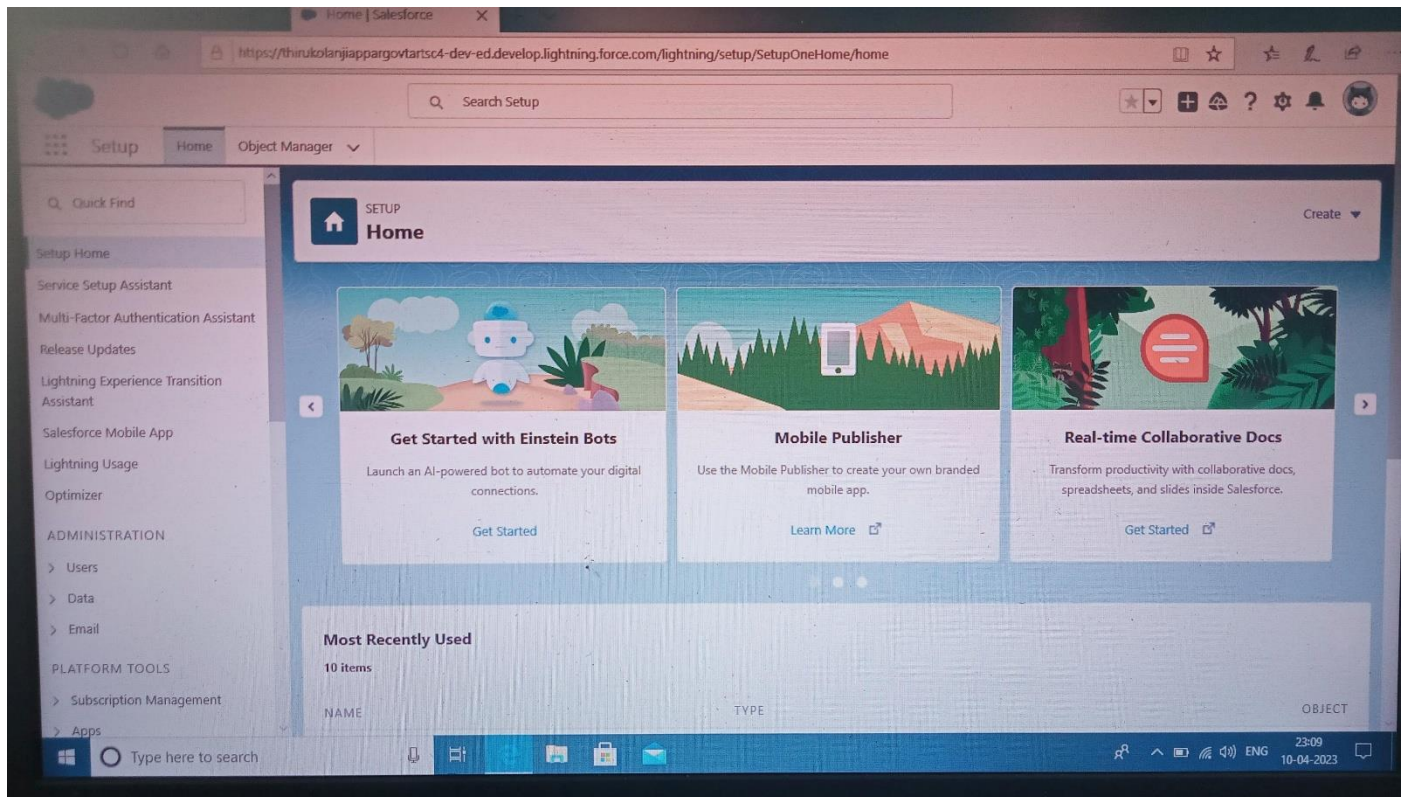 Home | Salesforce
https://thirukolanjiappargovtartsc4-dev-ed.develop.lightning.force.com/lightning/setup/SetupOneHome/home
Search Setup
Setup
Home
Object Manager
Quick Find
Setup Home
Service Setup Assistant
Multi-Factor Authentication Assistant
Release Updates
Lightning Experience Transition
Assistant
Salesforce Mobile App
Lightning Usage
Optimizer
ADMINISTRATION
Users
Data
Email
PLATFORM TOOLS
Subscription Management
Apps
SETUP
Home
Create
Get Started with Einstein Bots
Launch an AI-powered bot to automate your digital
connections.
Get Started
Mobile Publisher
Use the Mobile Publisher to create your own branded
mobile app.
Learn More
Real-time Collaborative Docs
Transform productivity with collaborative docs,
spreadsheets, and slides inside Salesforce.
Get Started
Most Recently Used
10 items
NAME
TYPE
OBJECT
Type here to search
ENG
23:09
10-04-2023